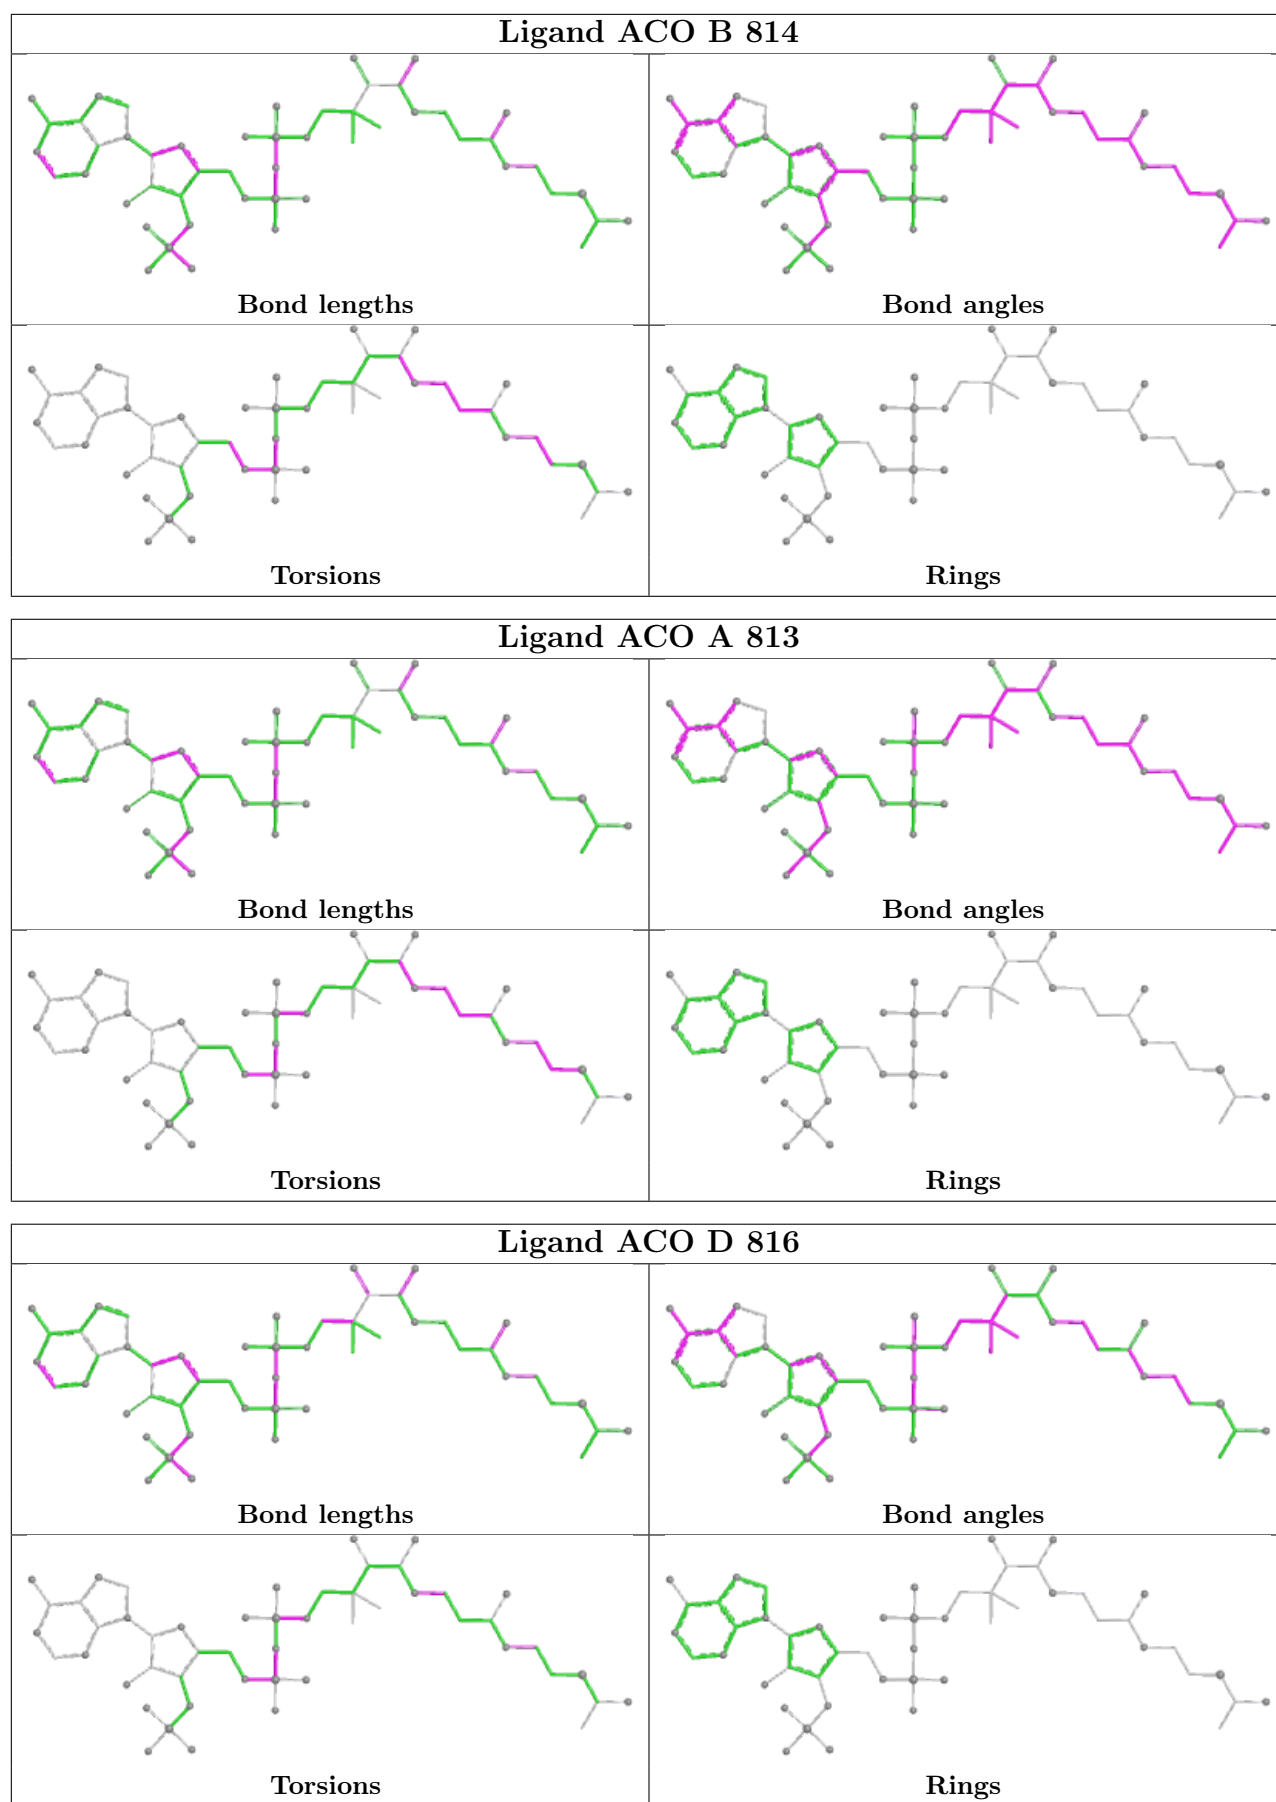 Ligand ACO B 814
Bond lengths
Bond angles
Torsions
Rings
Ligand ACO A 813
Bond lengths
Bond angles
Torsions
Rings
Ligand ACO D 816
Bond lengths
Bond angles
Torsions
Rings